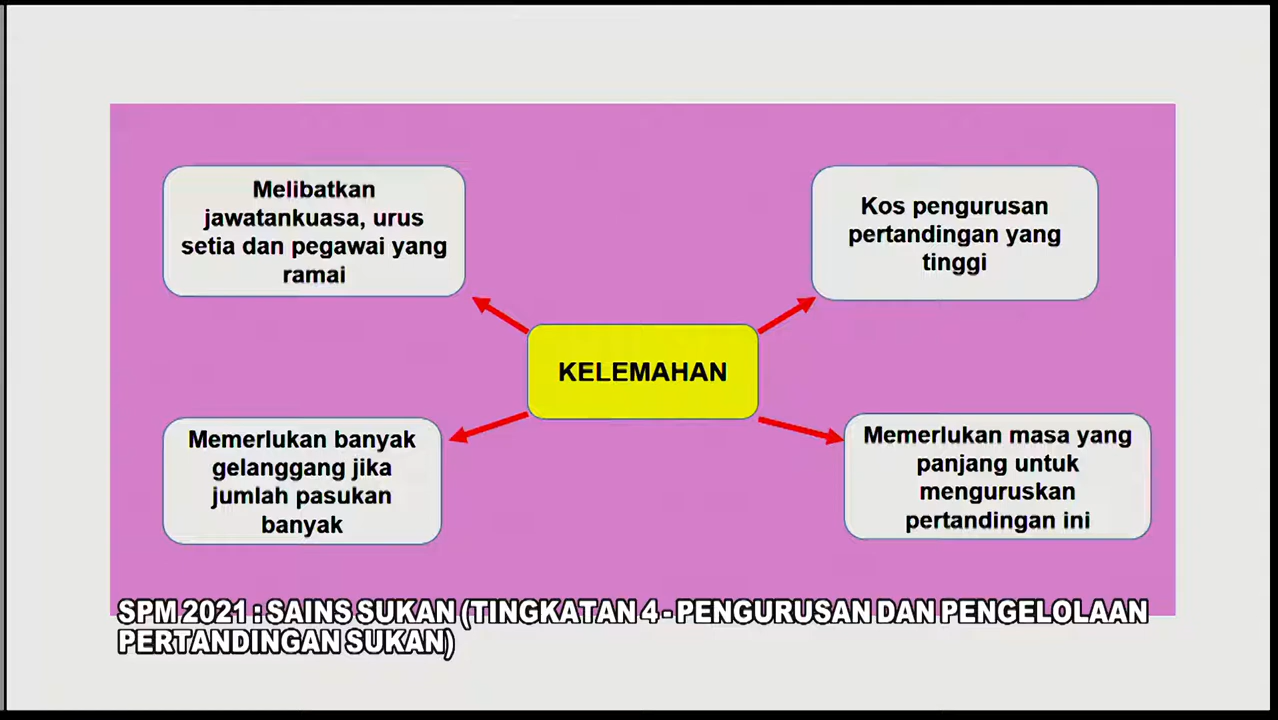 Melibatkan
jawatankuasa, urus
setia dan pegawai yang
ramai
Kos pengurusan
pertandingan yang
tinggi
KELEMAHAN
Memerlukan banyak
gelanggang jika
jumlah pasukan
banyak
Memerlukan masa yang
panjang untuk
menguruskan
pertandingan ini
SPM 2021 : SAINS SUKAN (TINGKATAN 4 - PENGURUSAN DAN PENGELOLAAN
PERTANDINGAN SUKAN)